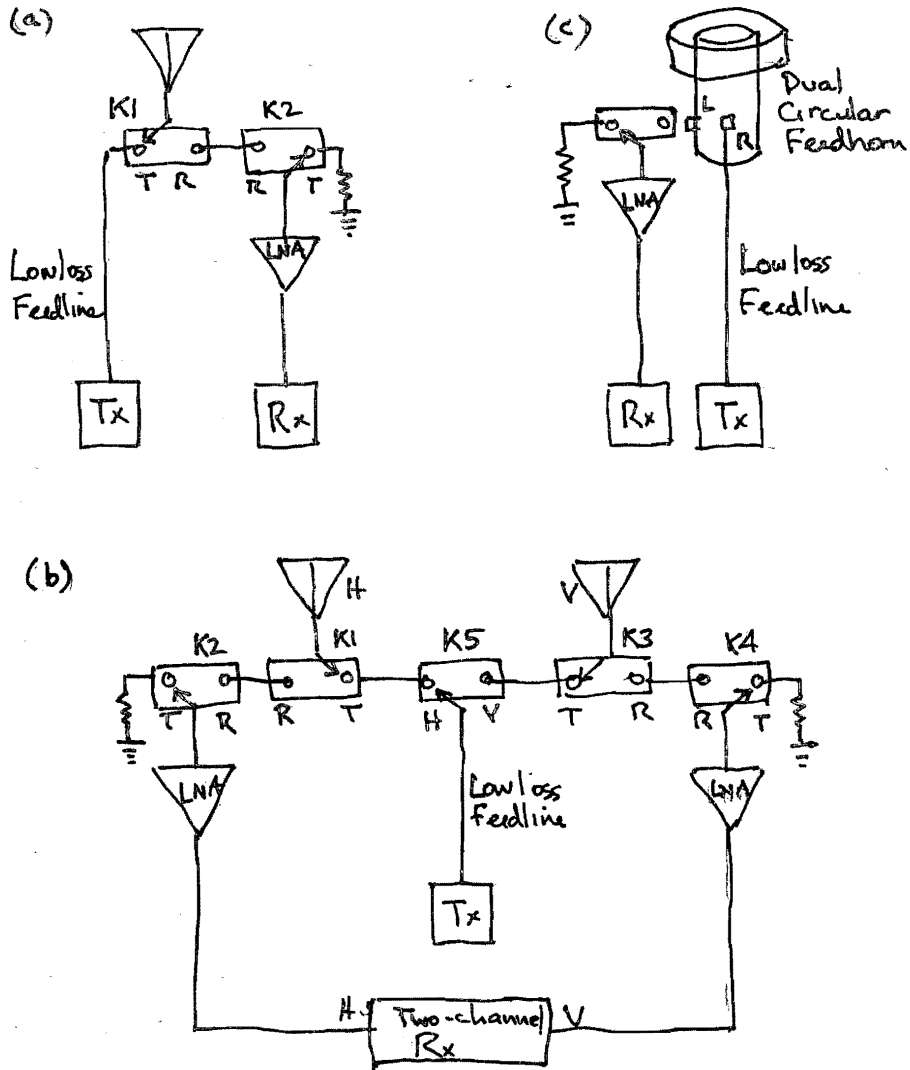 (a)
K1
K2
T R
R T
LNA
Lowloss
Feedline
Tx
Rx
(c)
L
R
Dual
Circular
Feedhorn
LNA
Lowloss
Feedline
Rx
Tx
(b)
H
V
K2
K1
K5
K3
K4
T R
R T
H V
T R
R T
LNA
Lowloss
Feedline
LNA
Tx
H
Two-channel
Rx
V